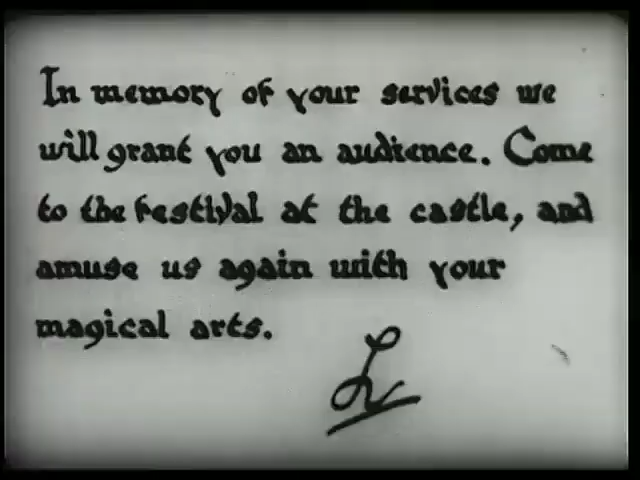 In memory of your services we
will grant you an audience. Come
to the festival at the castle, and
amuse us again with your
magical arts.
L